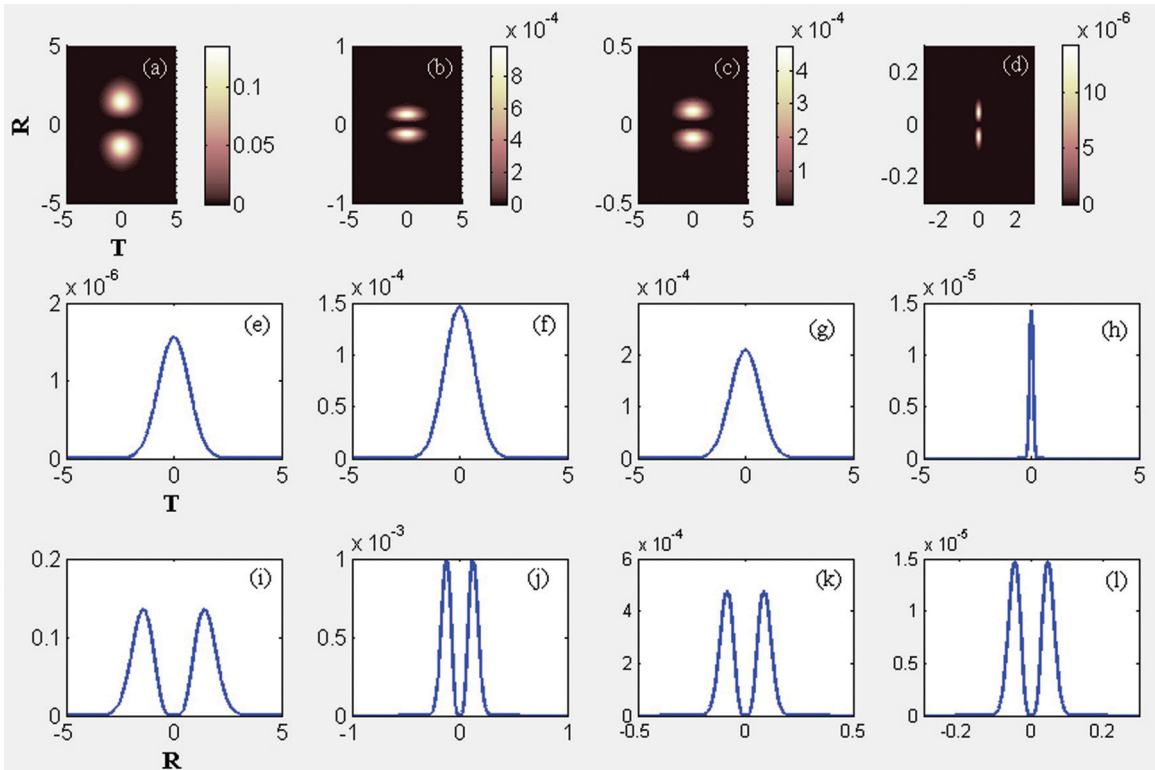 x 10⁻⁴
x 10⁻⁴
x 10⁻⁶
5
0
-5
R
(a)
-5 0 5
T
0.1
0.05
0
1
0
-1
(b)
-5 0 5
8
6
4
2
0
0.5
0
-0.5
(c)
-5 0 5
4
3
2
1
0.2
0
-0.2
(d)
-2 0 2
10
5
0
x 10⁻⁶
2
1
0
(e)
-5 0 5
T
x 10⁻⁴
1.5
1
0.5
0
(f)
-5 0 5
x 10⁻⁴
2
1
0
(g)
-5 0 5
x 10⁻⁵
1.5
1
0.5
0
(h)
-5 0 5
0.2
0.1
0
(i)
-5 0 5
R
x 10⁻³
1
0.5
0
(j)
-1 0 1
x 10⁻⁴
6
4
2
0
(k)
-0.5 0 0.5
x 10⁻⁵
1.5
1
0.5
0
(l)
-0.2 0 0.2